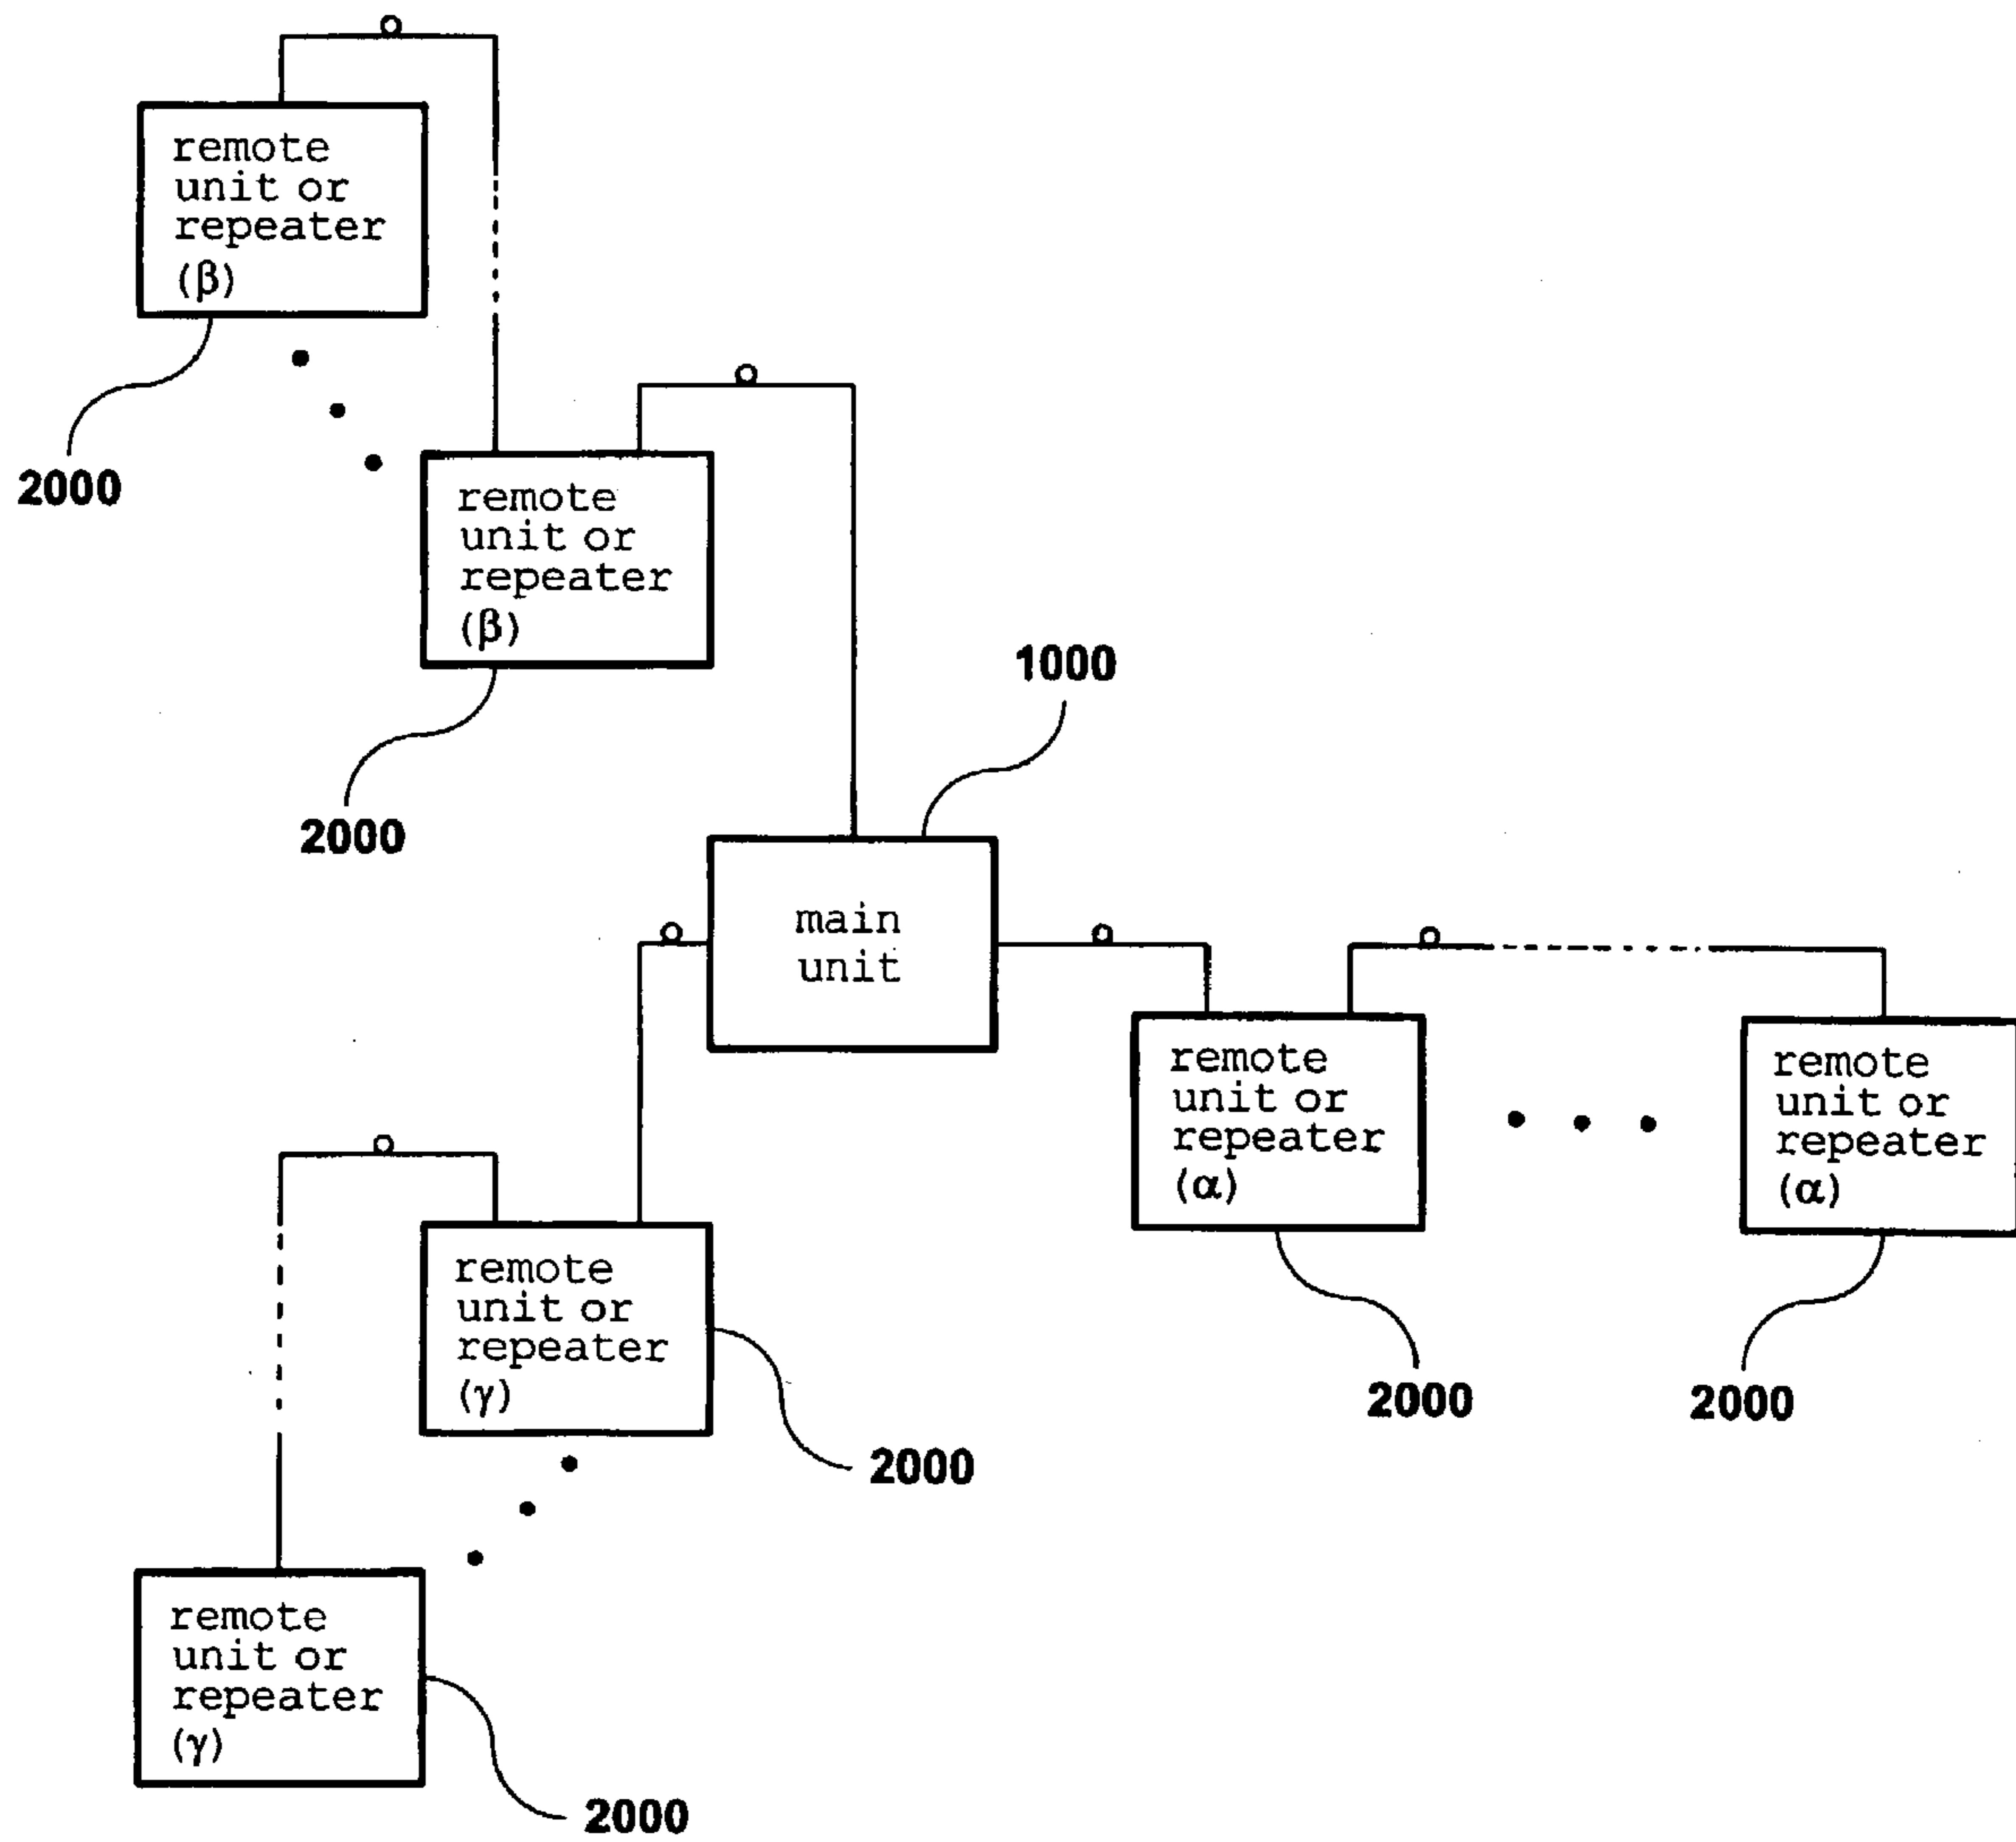 remote
unit or
repeater
(β)
2000
remote
unit or
repeater
(β)
2000
1000
main
unit
remote
unit or
repeater
(α)
2000
remote
unit or
repeater
(α)
2000
remote
unit or
repeater
(γ)
2000
remote
unit or
repeater
(γ)
2000